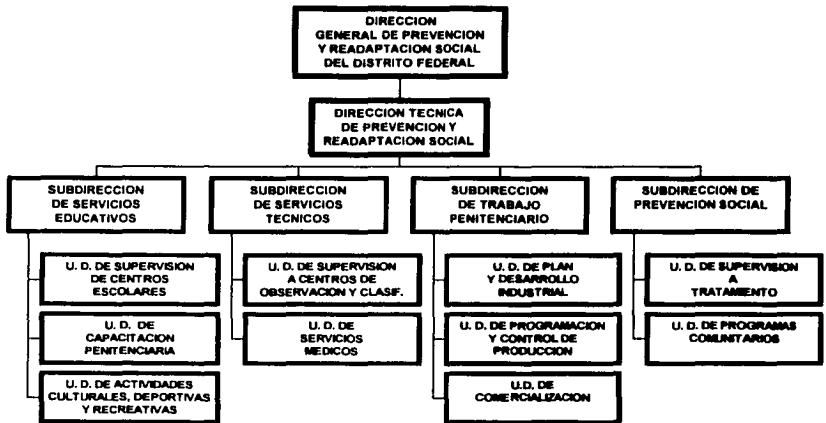 DIRECCION
GENERAL DE PREVENCION
Y READAPTACION SOCIAL
DEL DISTRITO FEDERAL
DIRECCION TECNICA
DE PREVENCION Y
READAPTACION SOCIAL
SUBDIRECCION
DE SERVICIOS
EDUCATIVOS
U. D. DE SUPERVISION
DE CENTROS
ESCOLARES
U. D. DE
CAPACITACION
PENITENCIARIA
U. D. DE ACTIVIDADES
CULTURALES, DEPORTIVAS
Y RECREATIVAS
SUBDIRECCION
DE SERVICIOS
TECNICOS
U. D. DE SUPERVISION
A CENTROS DE
OBSERVACION Y CLASIF.
U. D. DE
SERVICIOS
MEDICOS
SUBDIRECCION
DE TRABAJO
PENITENCIARIO
U. D. DE PLAN
Y DESARROLLO
INDUSTRIAL
U. D. DE PROGRAMACION
Y CONTROL DE
PRODUCCION
U.D. DE
COMERCIALIZACION
SUBDIRECCION DE
PREVENCION SOCIAL
U. D. DE SUPERVISION
A
TRATAMIENTO
U. D. DE PROGRAMAS
COMUNITARIOS